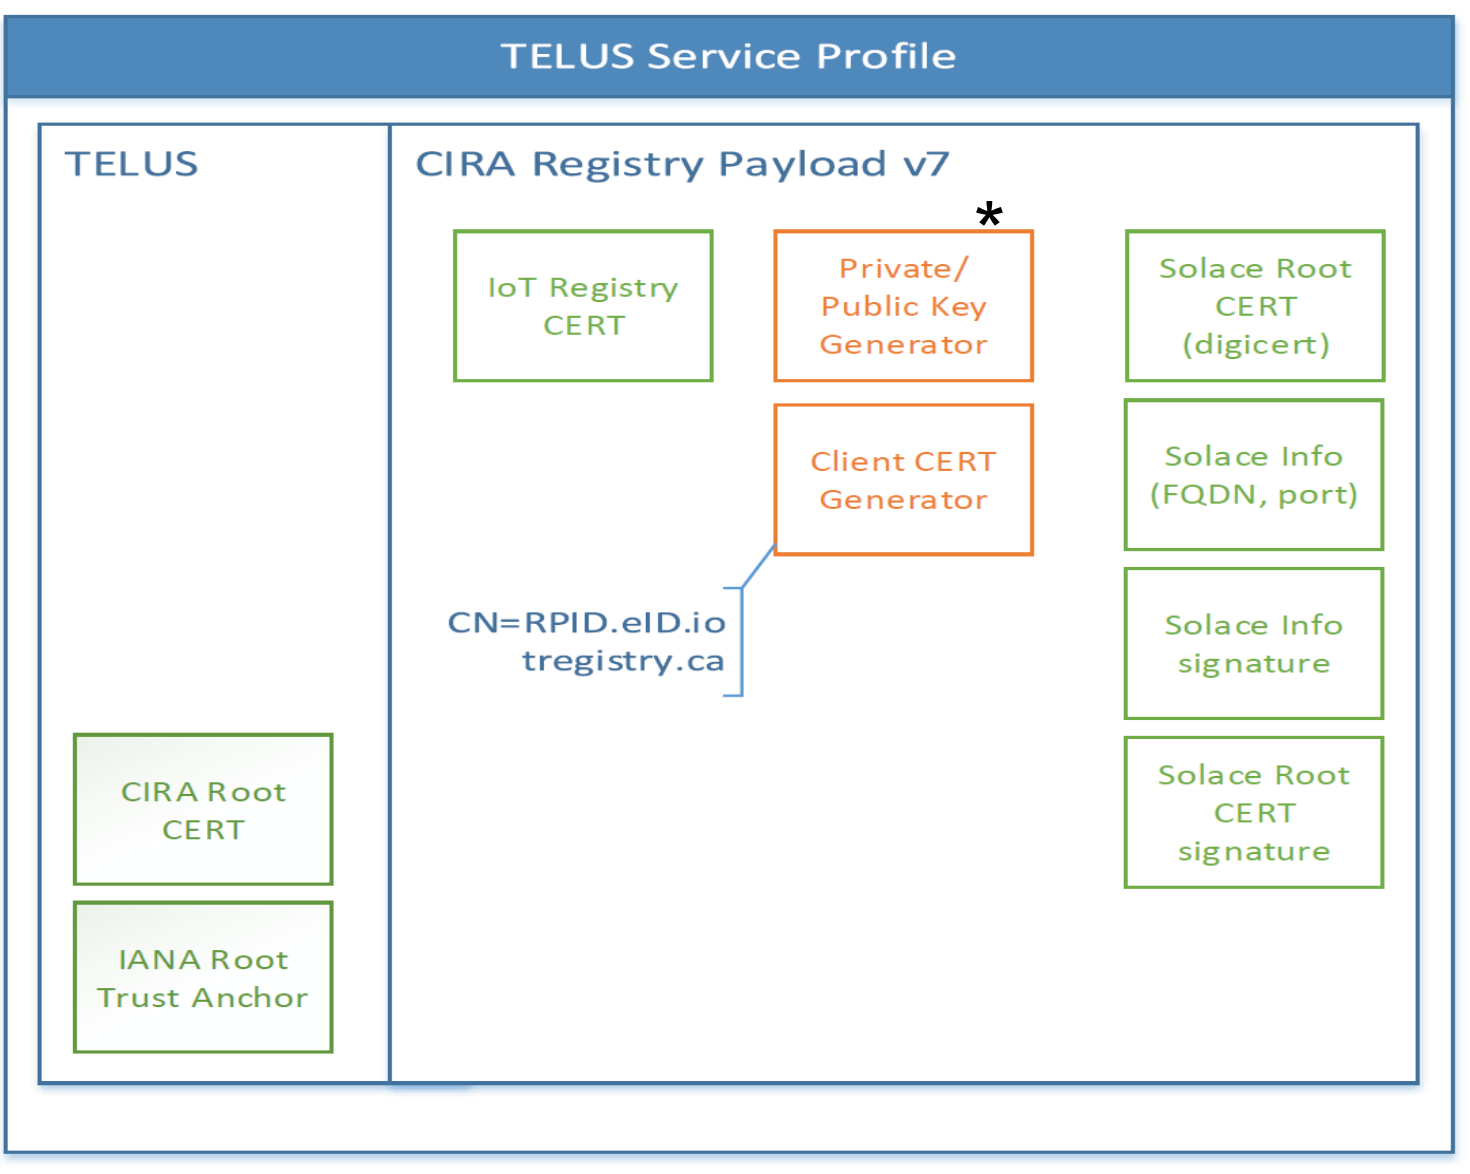 TELUS Service Profile
TELUS
CIRA Root
CERT
IANA Root
Trust Anchor
CIRA Registry Payload v7
IoT Registry
CERT
*
Private/
Public Key
Generator
Client CERT
Generator
CN=RPID.eID.io
tregistry.ca
Solace Root
CERT
(digicert)
Solace Info
(FQDN, port)
Solace Info
signature
Solace Root
CERT
signature